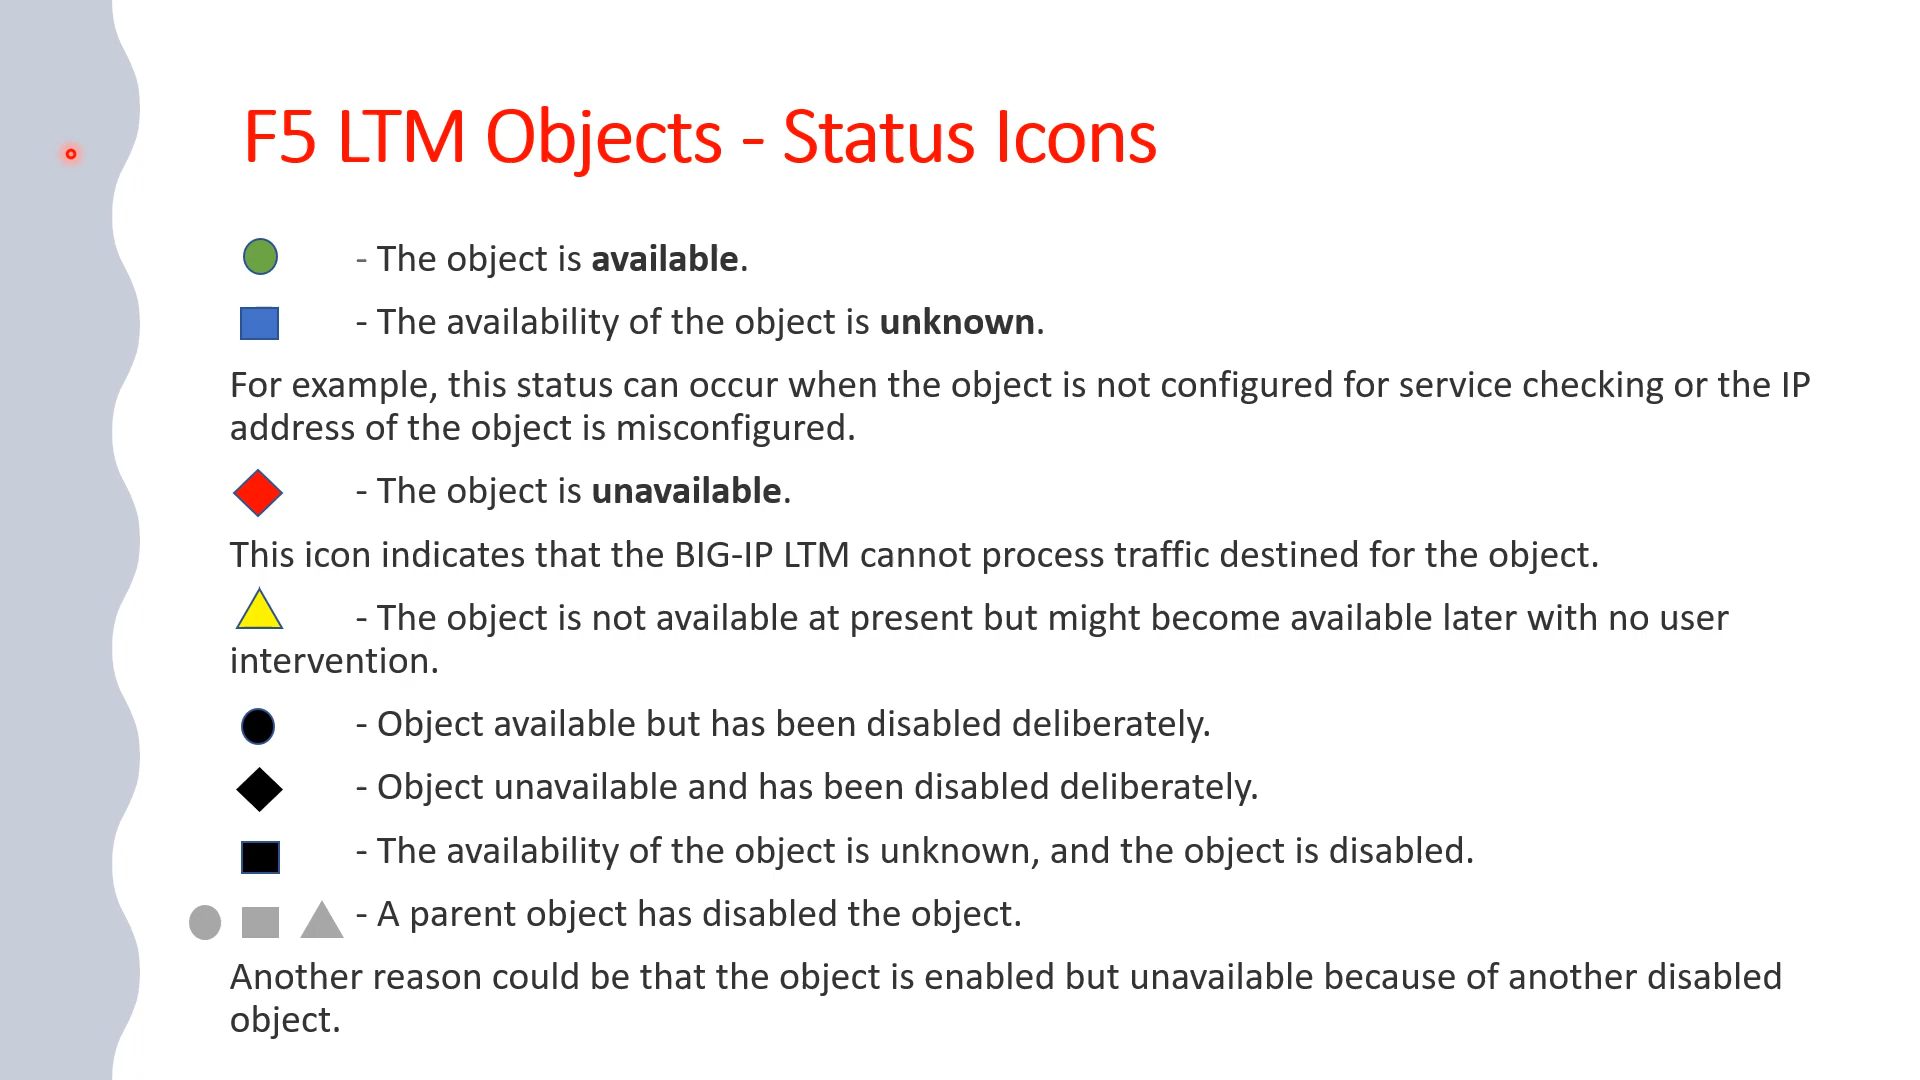 F5 LTM Objects - Status Icons
- The object is available.
- The availability of the object is unknown.
For example, this status can occur when the object is not configured for service checking or the IP
address of the object is misconfigured.
- The object is unavailable.
This icon indicates that the BIG-IP LTM cannot process traffic destined for the object.
- The object is not available at present but might become available later with no user
intervention.
- Object available but has been disabled deliberately.
- Object unavailable and has been disabled deliberately.
- The availability of the object is unknown, and the object is disabled.
- A parent object has disabled the object.
Another reason could be that the object is enabled but unavailable because of another disabled
object.